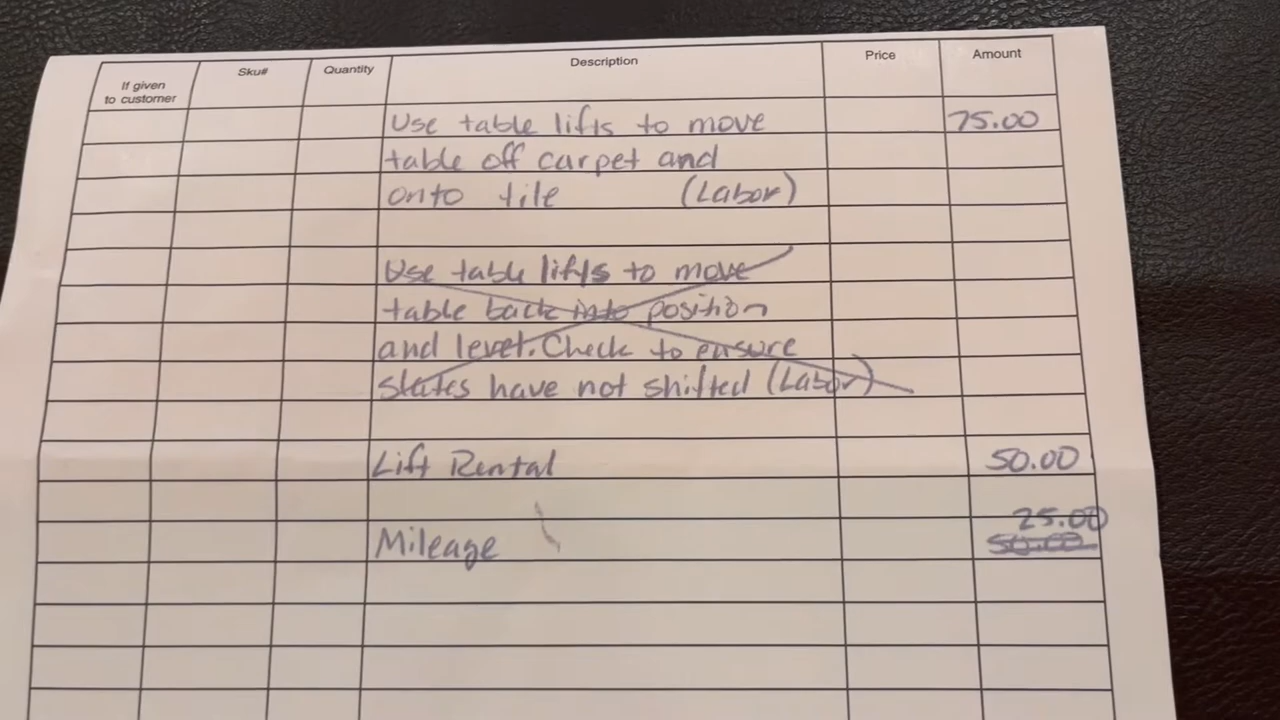 If given to customer Sku# Quantity Description Price Amount
Use table lifts to move 75.00
table off carpet and
onto tile (Labor)
Use table lifts to move
table back into position
and level. Check to ensure
slates have not shifted (Labor)
Lift Rental 50.00
25.00
Mileage 50.00